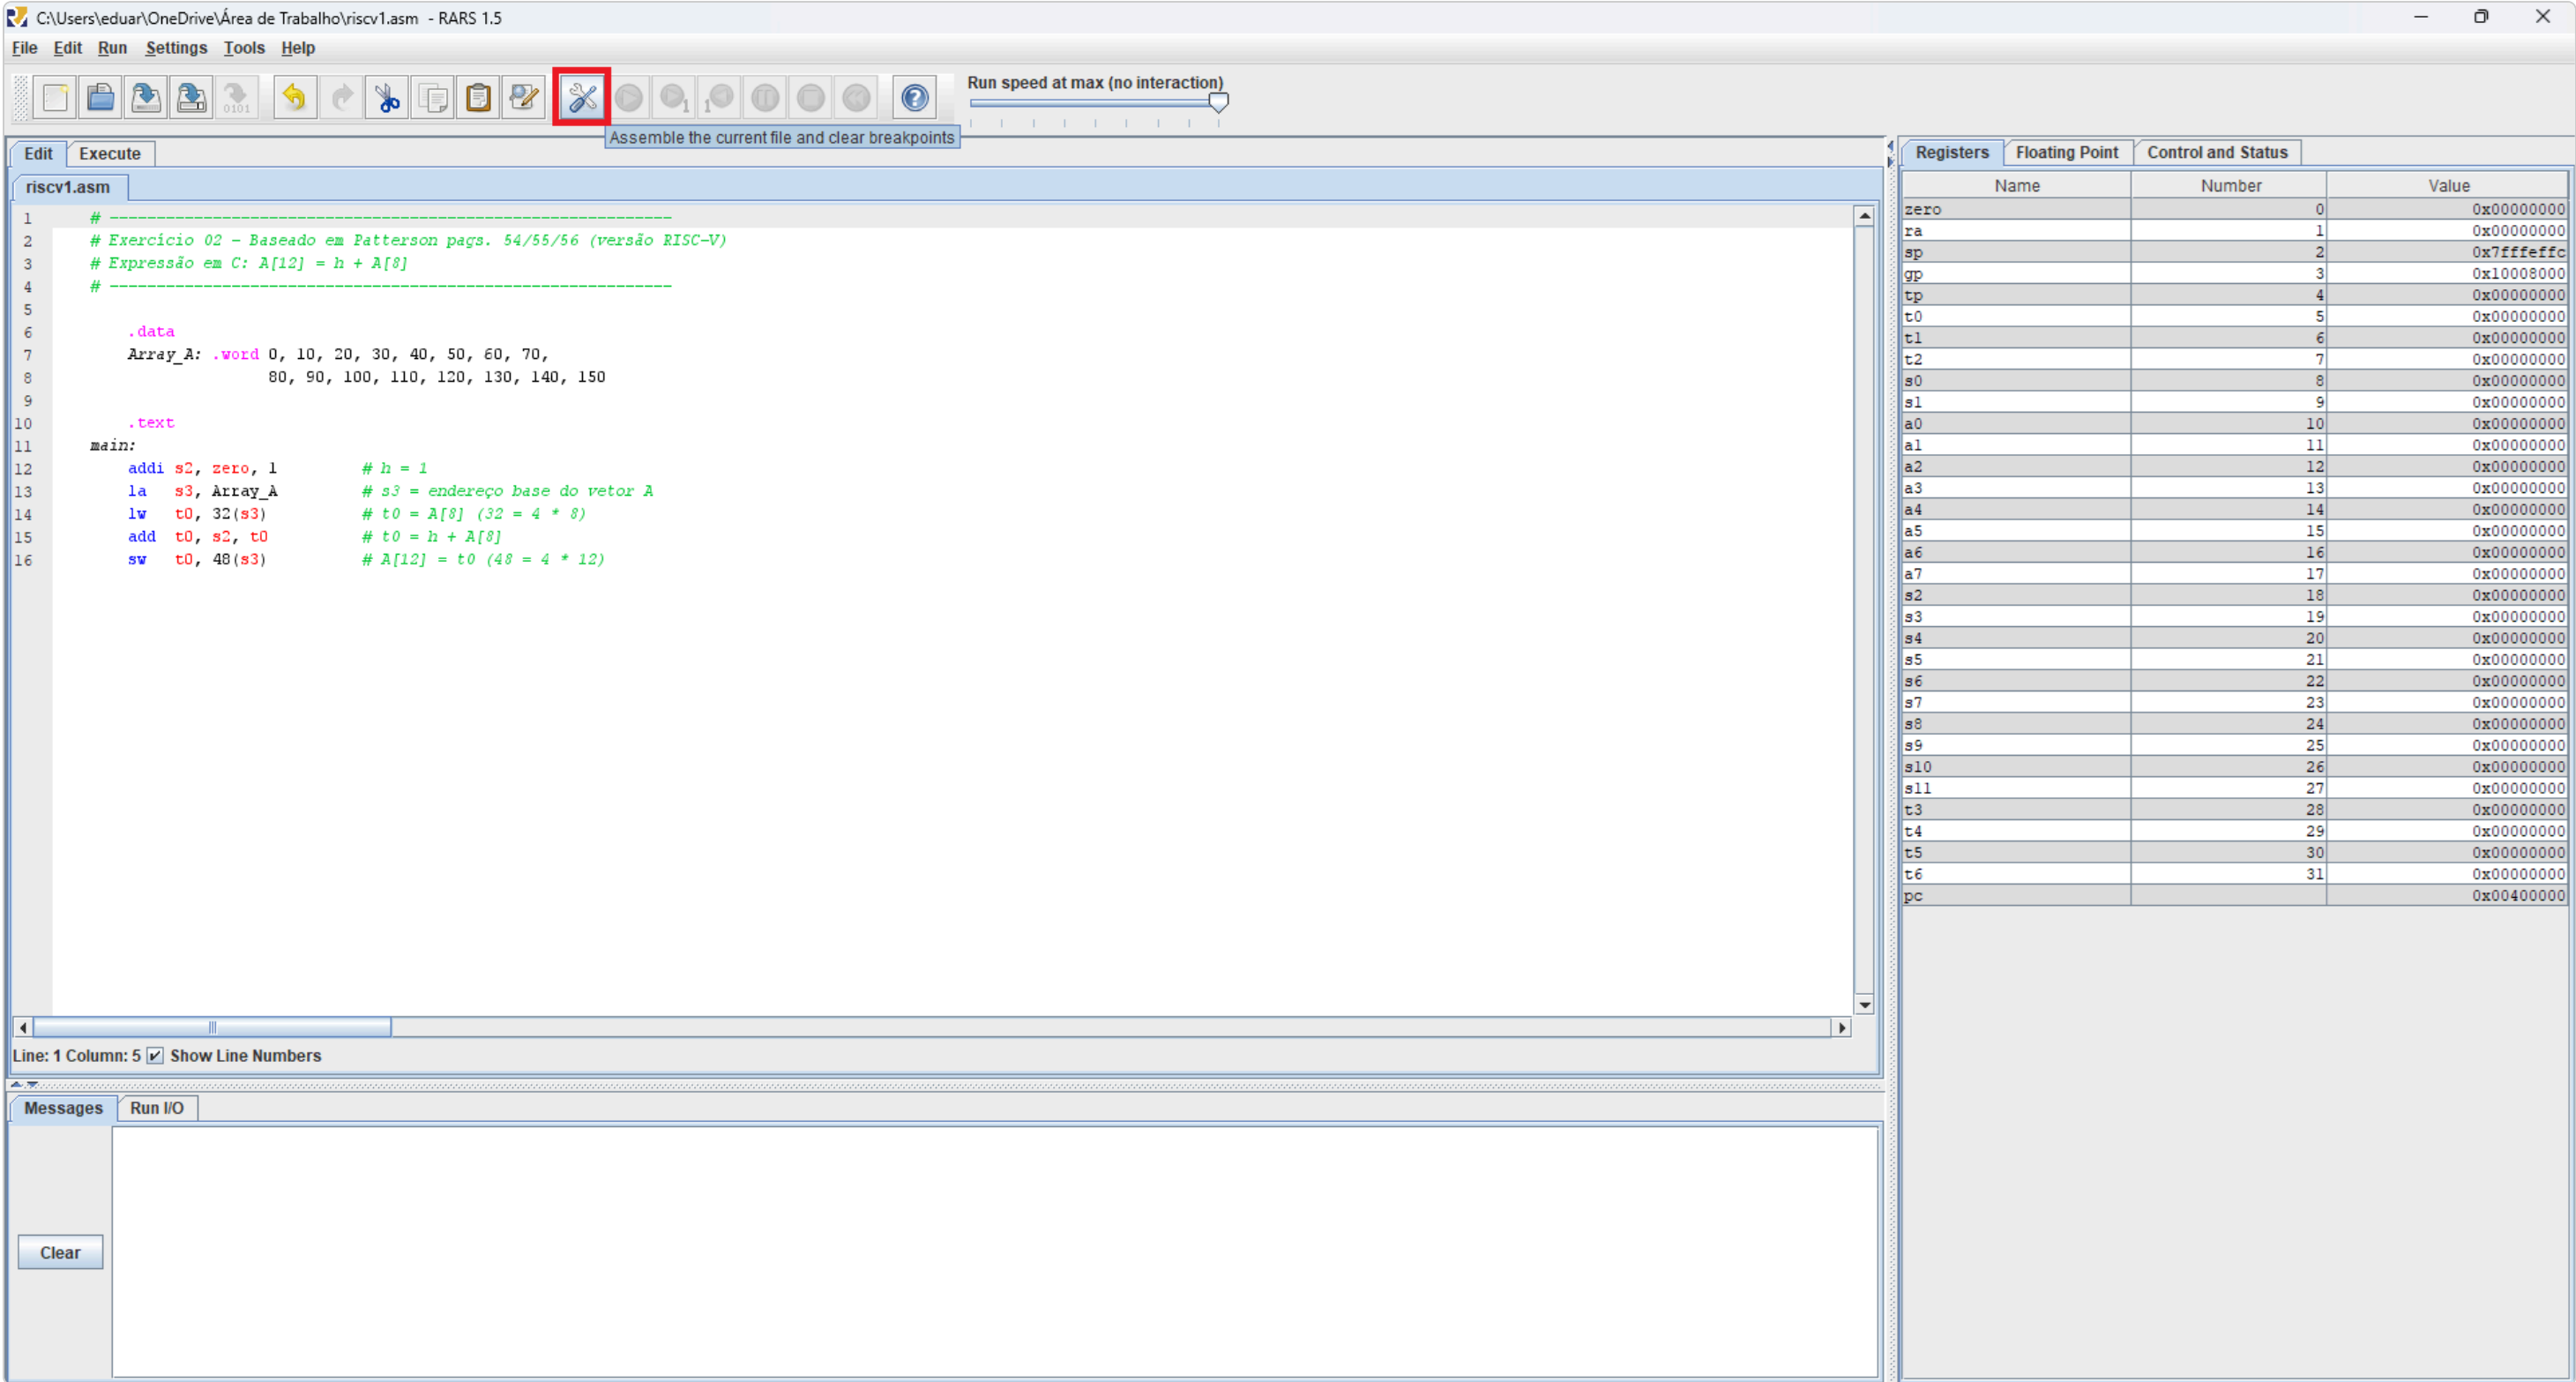 C:\Users\eduar\OneDrive\Área de Trabalho\riscv1.asm - RARS 1.5
File Edit Run Settings Tools Help
Run speed at max (no interaction)
Assemble the current file and clear breakpoints
Edit Execute
riscv1.asm
1 # ------------------------------------------------------------
2 # Exercício 02 - Baseado em Patterson pags. 54/55/56 (versão RISC-V)
3 # Expressão em C: A[12] = h + A[8]
4 # ------------------------------------------------------------
5
6 .data
7 Array_A: .word 0, 10, 20, 30, 40, 50, 60, 70,
8 80, 90, 100, 110, 120, 130, 140, 150
9
10 .text
11 main:
12 addi s2, zero, 1 # h = 1
13 la s3, Array_A # s3 = endereço base do vetor A
14 lw t0, 32(s3) # t0 = A[8] (32 = 4 * 8)
15 add t0, s2, t0 # t0 = h + A[8]
16 sw t0, 48(s3) # A[12] = t0 (48 = 4 * 12)
Line: 1 Column: 5 Show Line Numbers
Messages Run I/O
Clear
Registers Floating Point Control and Status
Name Number Value
zero 0 0x00000000
ra 1 0x00000000
sp 2 0x7fffeffc
gp 3 0x10008000
tp 4 0x00000000
t0 5 0x00000000
t1 6 0x00000000
t2 7 0x00000000
s0 8 0x00000000
s1 9 0x00000000
a0 10 0x00000000
a1 11 0x00000000
a2 12 0x00000000
a3 13 0x00000000
a4 14 0x00000000
a5 15 0x00000000
a6 16 0x00000000
a7 17 0x00000000
s2 18 0x00000000
s3 19 0x00000000
s4 20 0x00000000
s5 21 0x00000000
s6 22 0x00000000
s7 23 0x00000000
s8 24 0x00000000
s9 25 0x00000000
s10 26 0x00000000
s11 27 0x00000000
t3 28 0x00000000
t4 29 0x00000000
t5 30 0x00000000
t6 31 0x00000000
pc 0x00400000